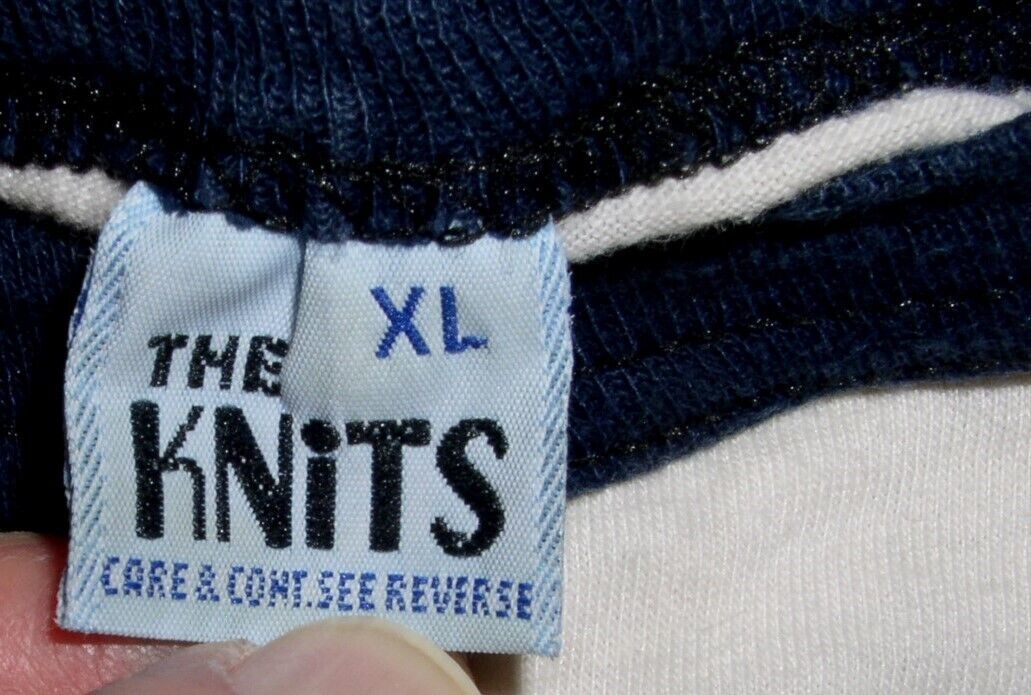 XL
THE
KNiTS
CARE & CONT. SEE REVERSE